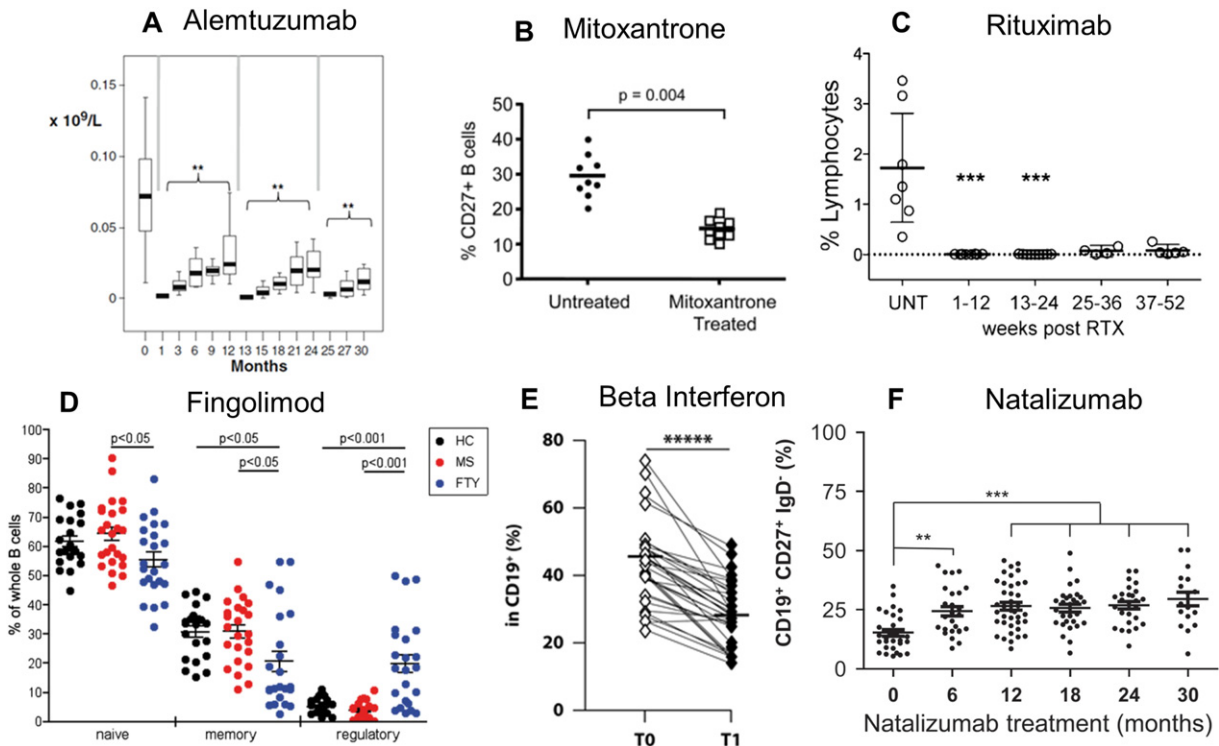 A Alemtuzumab
0.15
x 10⁹/L
0.10
0.05
0
**
**
**
0 1 3 6 9 12 13 15 18 21 24 25 27 30
Months
B Mitoxantrone
p = 0.004
% CD27+ B cells
50
40
30
20
10
0
Untreated
Mitoxantrone
Treated
C Rituximab
% Lymphocytes
4
3
2
1
0
*** ***
UNT 1-12 13-24 25-36 37-52
weeks post RTX
D Fingolimod
% of whole B cells
100
90
80
70
60
50
40
30
20
10
0
p<0.05
p<0.05
p<0.05
p<0.001
p<0.001
HC
MS
FTY
naive memory regulatory
E Beta Interferon
*****
in CD19⁺ (%)
80
60
40
20
0
T0 T1
F Natalizumab
CD19⁺ CD27⁺ IgD⁻ (%)
100
75
50
25
0
***
**
0 6 12 18 24 30
Natalizumab treatment (months)